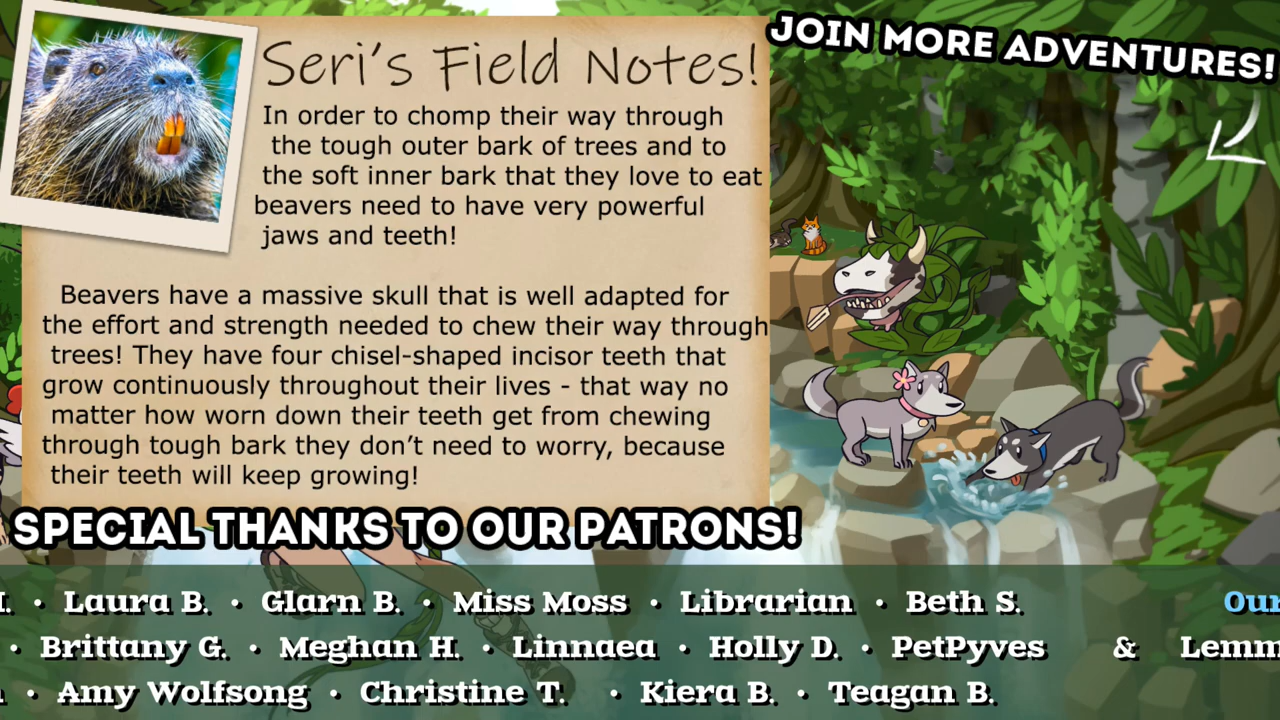 Seri's Field Notes!
JOIN MORE ADVENTURES!
In order to chomp their way through
the tough outer bark of trees and to
the soft inner bark that they love to eat
beavers need to have very powerful
jaws and teeth!
Beavers have a massive skull that is well adapted for
the effort and strength needed to chew their way through
trees! They have four chisel-shaped incisor teeth that
grow continuously throughout their lives - that way no
matter how worn down their teeth get from chewing
through tough bark they don't need to worry, because
their teeth will keep growing!
SPECIAL THANKS TO OUR PATRONS!
• Laura B. • Glarn B. • Miss Moss • Librarian • Beth S. Our
• Brittany G. • Meghan H. • Linnaea • Holly D. • PetPyves & Lemm
• Amy Wolfsong • Christine T. • Kiera B. • Teagan B.